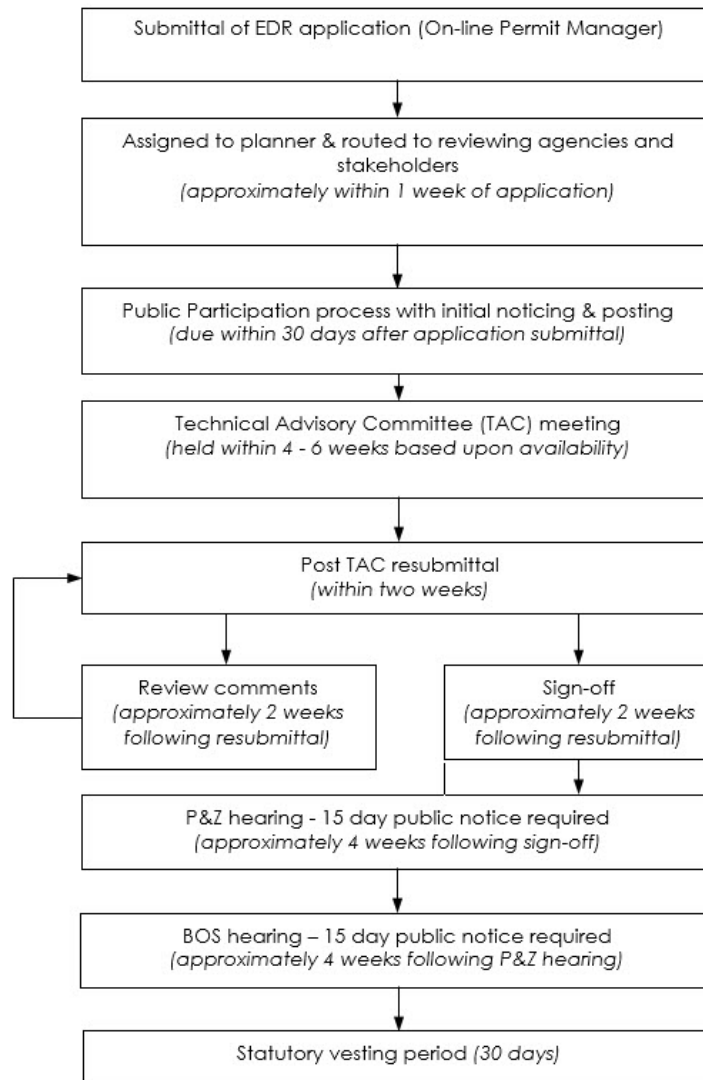 Submittal of EDR application (On-line Permit Manager)
Assigned to planner & routed to reviewing agencies and
stakeholders
(approximately within 1 week of application)
Public Participation process with initial noticing & posting
(due within 30 days after application submittal)
Technical Advisory Committee (TAC) meeting
(held within 4 - 6 weeks based upon availability)
Post TAC resubmittal
(within two weeks)
Review comments
(approximately 2 weeks
following resubmittal)
Sign-off
(approximately 2 weeks
following resubmittal)
P&Z hearing - 15 day public notice required
(approximately 4 weeks following sign-off)
BOS hearing – 15 day public notice required
(approximately 4 weeks following P&Z hearing)
Statutory vesting period (30 days)